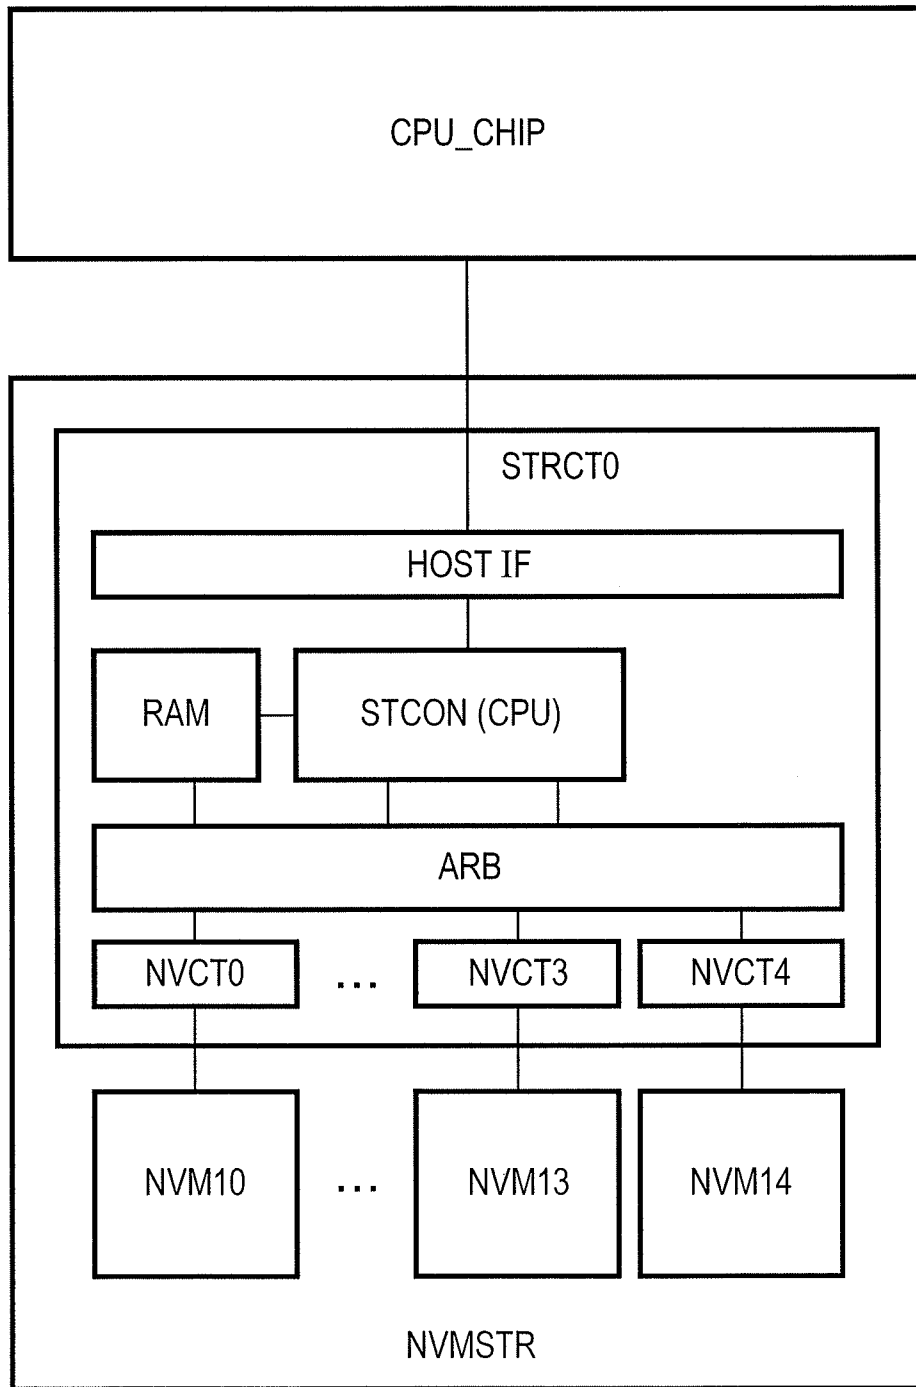 CPU_CHIP
STRCT0
HOST IF
RAM
STCON (CPU)
ARB
NVCT0 ... NVCT3 NVCT4
NVM10 ... NVM13 NVM14
NVMSTR